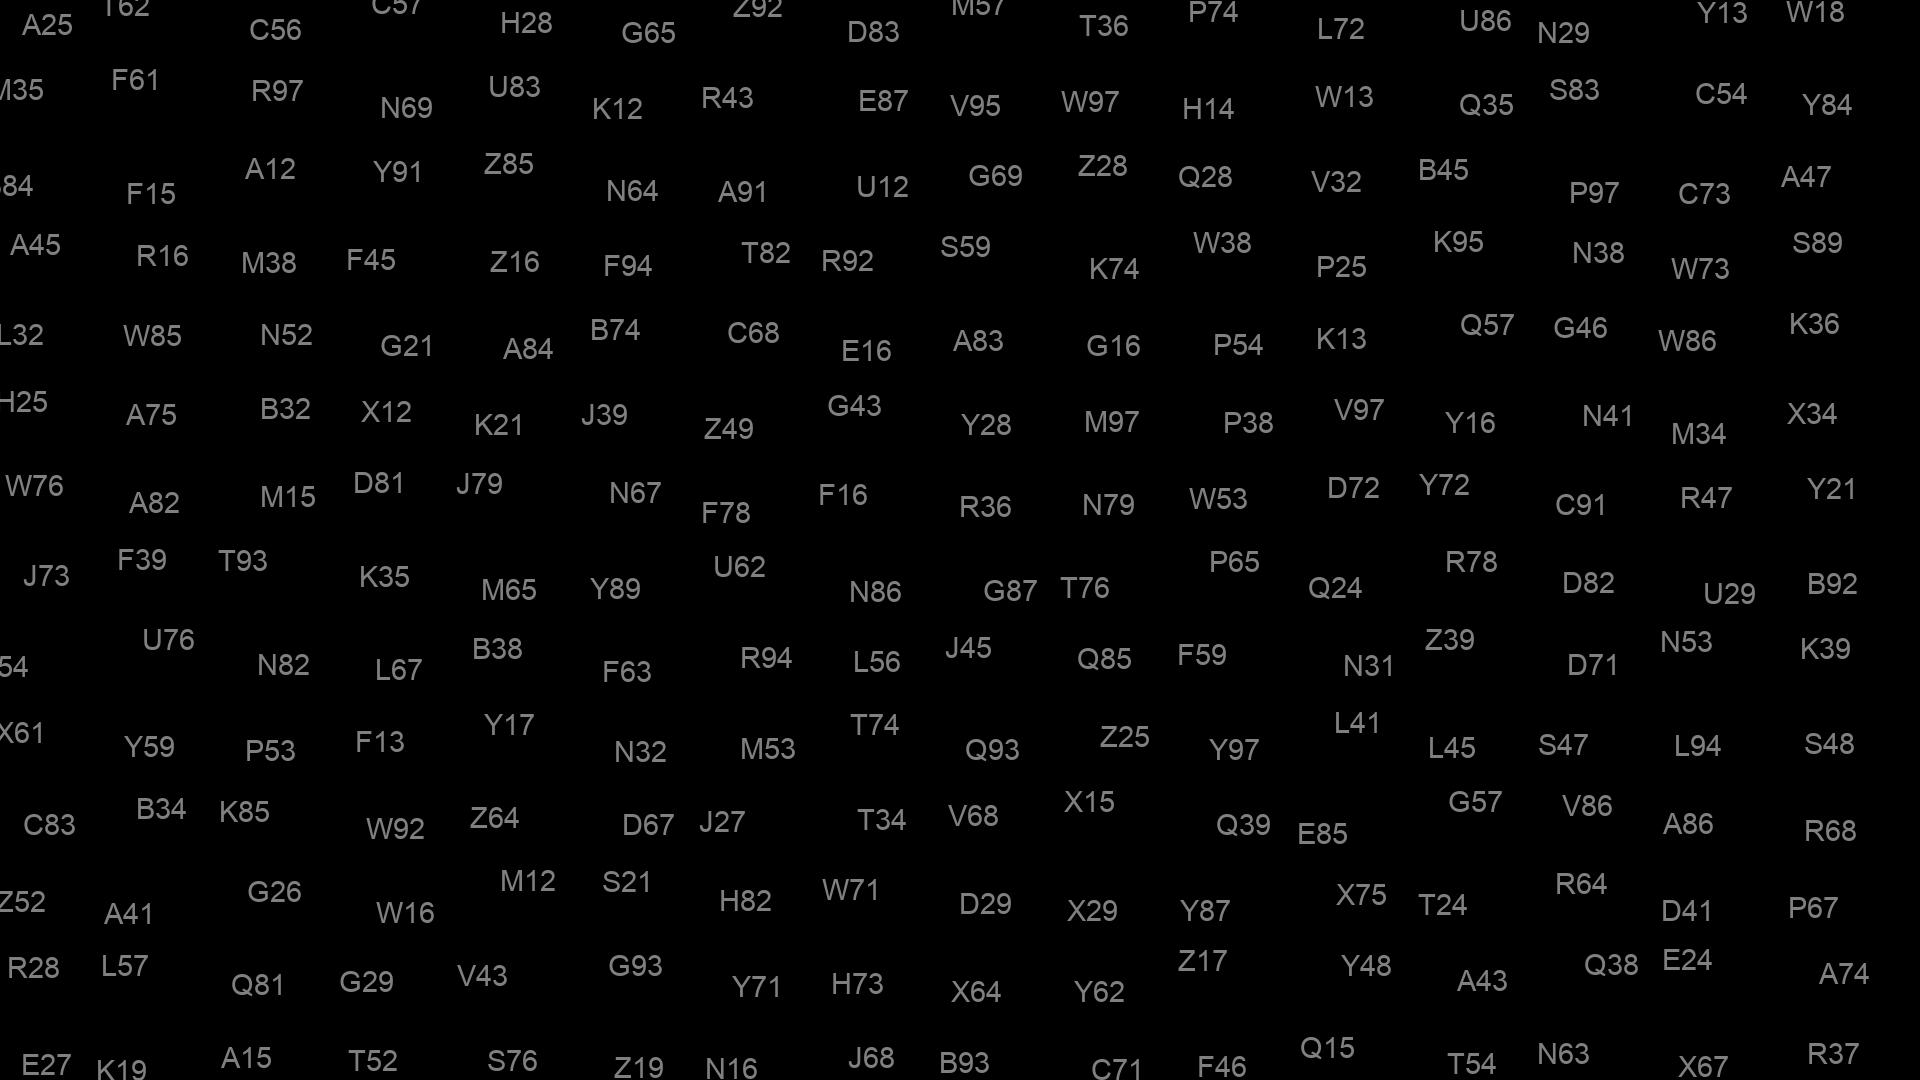 A25 T62 C56 C57 H28 G65 Z92 D83 M57 T36 P74 L72 U86 N29 Y13 W18
M35 F61 R97 N69 U83 K12 R43 E87 V95 W97 H14 W13 Q35 S83 C54 Y84
84 F15 A12 Y91 Z85 N64 A91 U12 G69 Z28 Q28 V32 B45 P97 C73 A47
A45 R16 M38 F45 Z16 F94 T82 R92 S59 K74 W38 P25 K95 N38 W73 S89
L32 W85 N52 G21 A84 B74 C68 E16 A83 G16 P54 K13 Q57 G46 W86 K36
H25 A75 B32 X12 K21 J39 Z49 G43 Y28 M97 P38 V97 Y16 N41 M34 X34
W76 A82 M15 D81 J79 N67 F78 F16 R36 N79 W53 D72 Y72 C91 R47 Y21
J73 F39 T93 K35 M65 Y89 U62 N86 G87 T76 P65 Q24 R78 D82 U29 B92
54 U76 N82 L67 B38 F63 R94 L56 J45 Q85 F59 N31 Z39 D71 N53 K39
X61 Y59 P53 F13 Y17 N32 M53 T74 Q93 Z25 Y97 L41 L45 S47 L94 S48
C83 B34 K85 W92 Z64 D67 J27 T34 V68 X15 Q39 E85 G57 V86 A86 R68
Z52 A41 G26 W16 M12 S21 H82 W71 D29 X29 Y87 X75 T24 R64 D41 P67
R28 L57 Q81 G29 V43 G93 Y71 H73 X64 Y62 Z17 Y48 A43 Q38 E24 A74
E27 K19 A15 T52 S76 Z19 N16 J68 B93 C71 F46 Q15 T54 N63 X67 R37